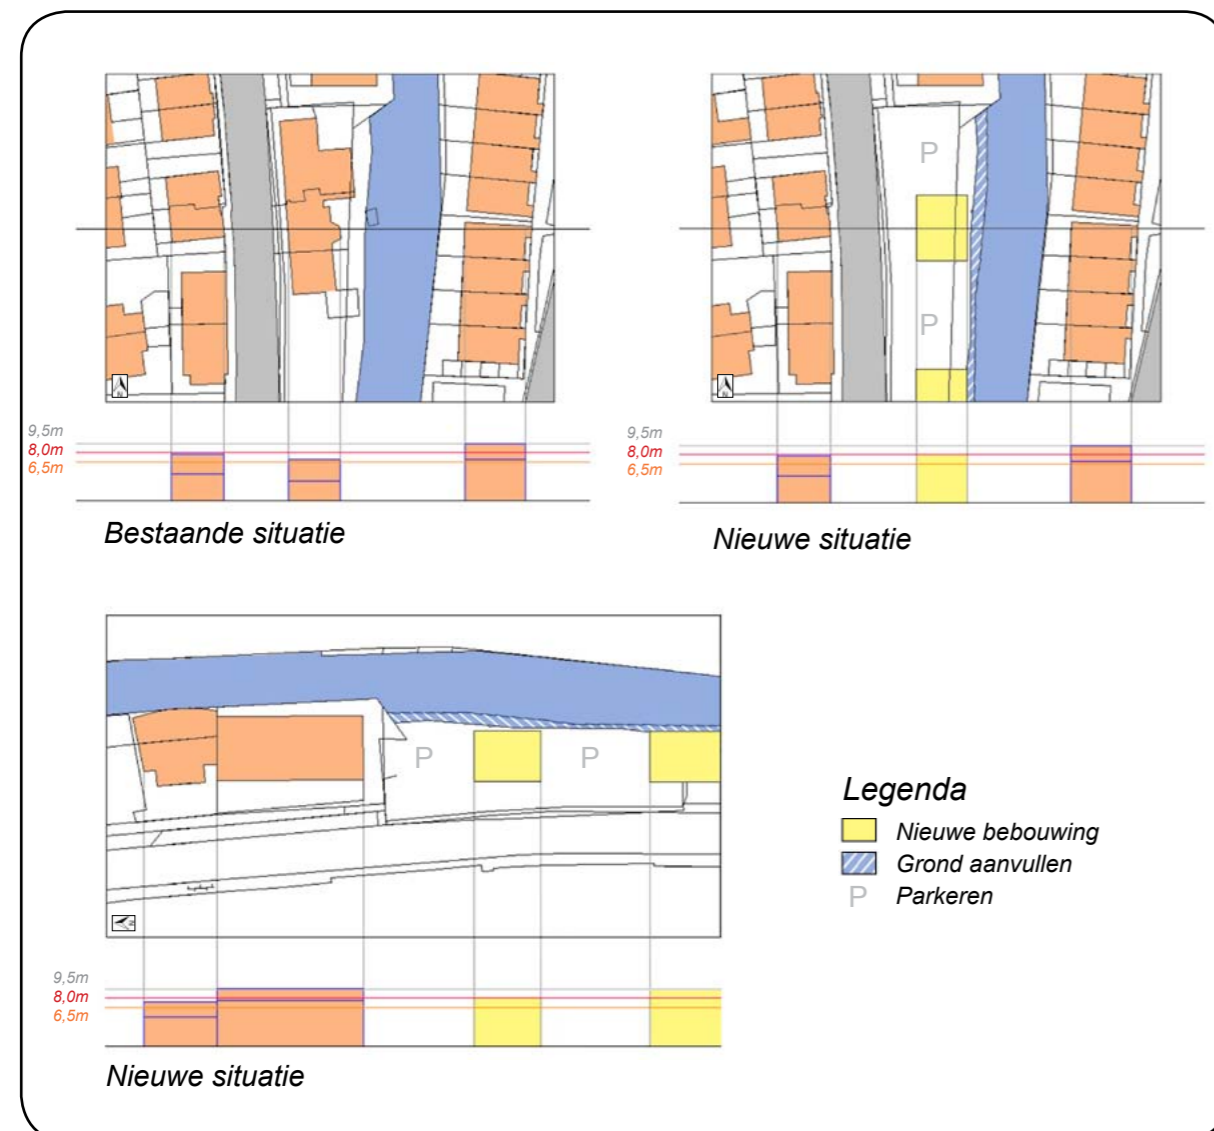 P
P
N
N
9,5m
8,0m
6,5m
9,5m
8,0m
6,5m
Bestaande situatie
Nieuwe situatie
P
P
N
Legenda
Nieuwe bebouwing
Grond aanvullen
P Parkeren
9,5m
8,0m
6,5m
Nieuwe situatie